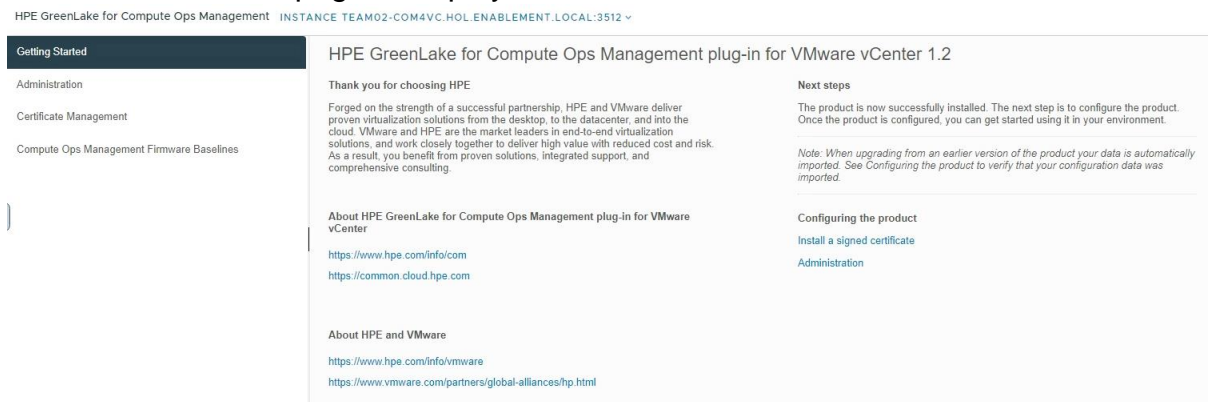 HPE GreenLake for Compute Ops Management INSTANCE TEAM02-COM4VC.HOL.ENABLEMENT.LOCAL:3512
Getting Started
Administration
Certificate Management
Compute Ops Management Firmware Baselines
HPE GreenLake for Compute Ops Management plug-in for VMware vCenter 1.2
Thank you for choosing HPE
Forged on the strength of a successful partnership, HPE and VMware deliver
proven virtualization solutions from the desktop, to the datacenter, and into the
cloud. VMware and HPE are the market leaders in end-to-end virtualization
solutions, and work closely together to deliver high value with reduced cost and risk.
As a result, you benefit from proven solutions, integrated support, and
comprehensive consulting.
About HPE GreenLake for Compute Ops Management plug-in for VMware
vCenter
https://www.hpe.com/info/com
https://common.cloud.hpe.com
About HPE and VMware
https://www.hpe.com/info/vmware
https://www.vmware.com/partners/global-alliances/hp.html
Next steps
The product is now successfully installed. The next step is to configure the product.
Once the product is configured, you can get started using it in your environment.
Note: When upgrading from an earlier version of the product your data is automatically
imported. See Configuring the product to verify that your configuration data was
imported.
Configuring the product
Install a signed certificate
Administration